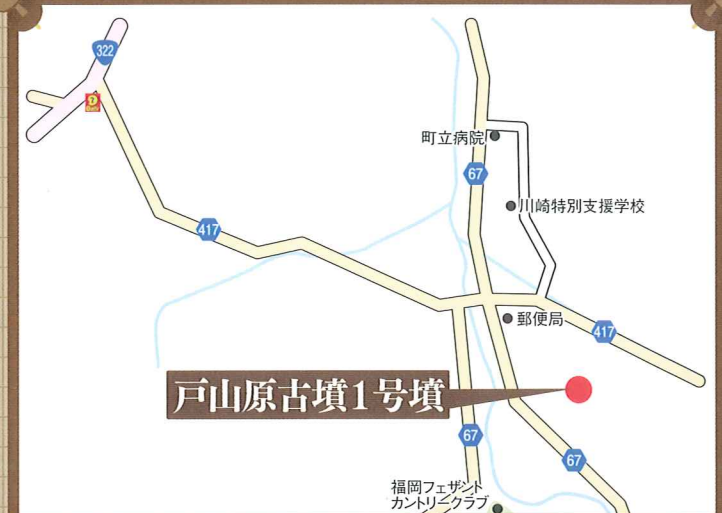 322
町立病院
67
川崎特別支援学校
417
郵便局
417
戸山原古墳1号墳
67
67
福岡フェザント
カントリークラブ